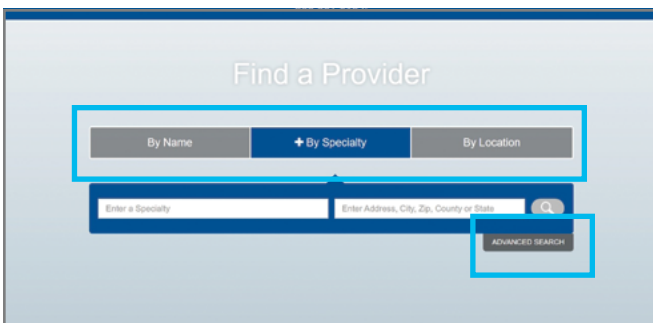 Find a Provider
By Name
+ By Specialty
By Location
Enter a Specialty
Enter Address, City, Zip, County or State
ADVANCED SEARCH